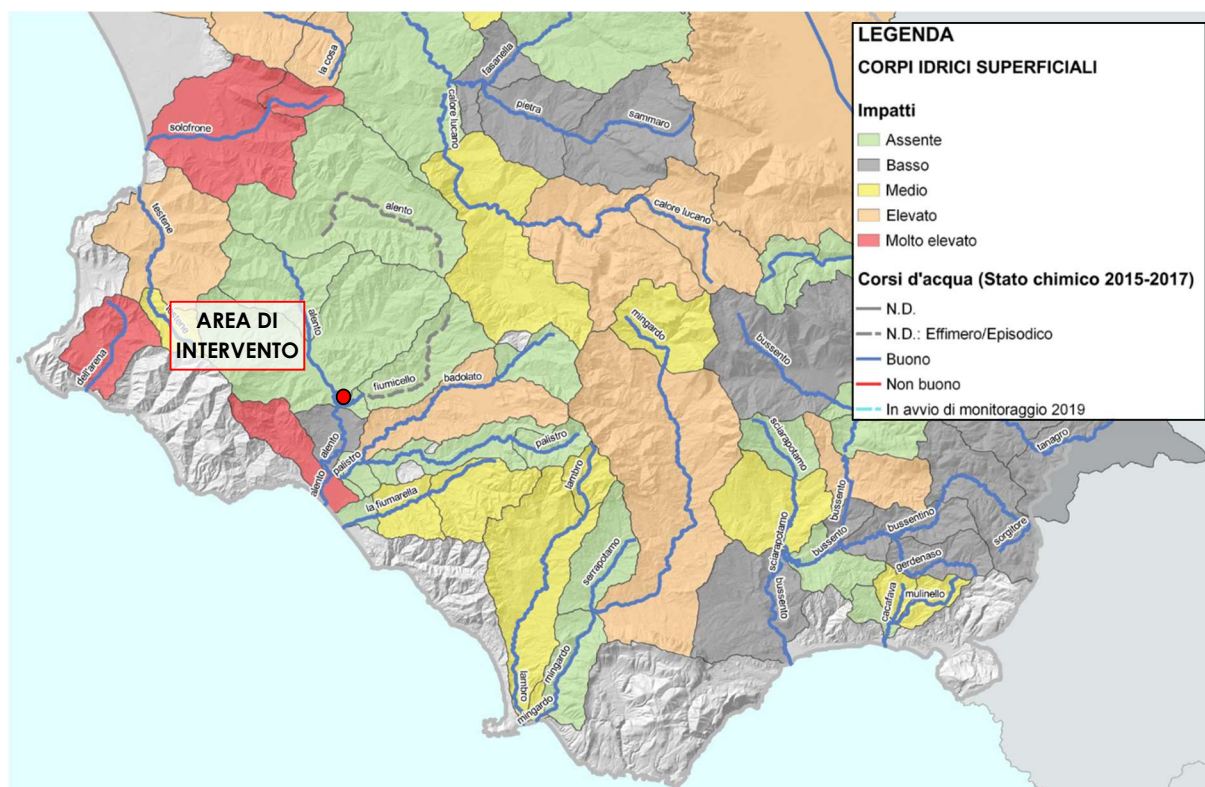 LEGENDA
CORPI IDRICI SUPERFICIALI
Impatti
Assente
Basso
Medio
Elevato
Molto elevato
Corsi d'acqua (Stato chimico 2015-2017)
N.D.
N.D.: Effimero/Episodico
Buono
Non buono
In avvio di monitoraggio 2019
la cosa
fasanella
calore lucano
pietra
sammaro
solofrone
alento
calore lucano
testene
testene
AREA DI
INTERVENTO
alento
mingardo
bussento
dell'arena
fiumicello
badolato
alento
palistro
palistro
sciarapotamo
tanagro
lambro
alento
la fiumarella
bussento
bussentino
sorgitore
serrapotamo
sciarapotamo
bussento
gerdenaso
bussento
cacafava
mulinello
lambro
mingardo
mingardo